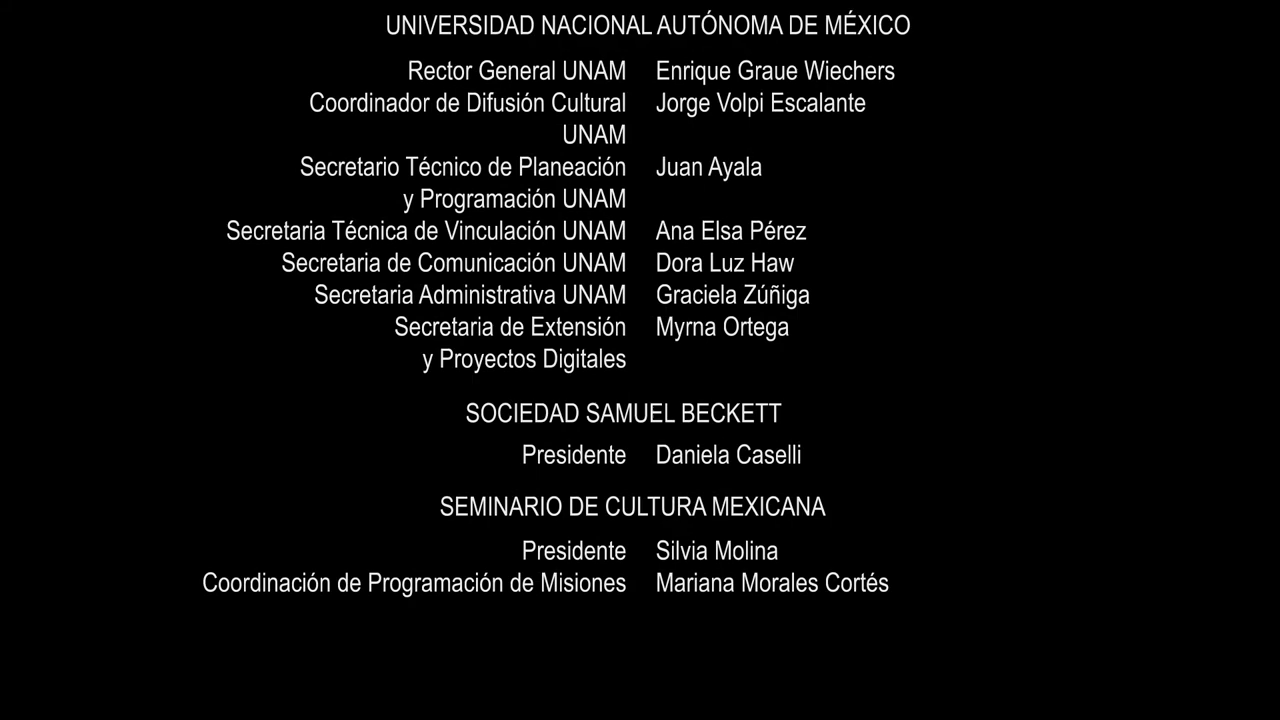 UNIVERSIDAD NACIONAL AUTÓNOMA DE MÉXICO
Rector General UNAM Enrique Graue Wiechers
Coordinador de Difusión Cultural Jorge Volpi Escalante
UNAM
Secretario Técnico de Planeación Juan Ayala
y Programación UNAM
Secretaria Técnica de Vinculación UNAM Ana Elsa Pérez
Secretaria de Comunicación UNAM Dora Luz Haw
Secretaria Administrativa UNAM Graciela Zúñiga
Secretaria de Extensión Myrna Ortega
y Proyectos Digitales
SOCIEDAD SAMUEL BECKETT
Presidente Daniela Caselli
SEMINARIO DE CULTURA MEXICANA
Presidente Silvia Molina
Coordinación de Programación de Misiones Mariana Morales Cortés